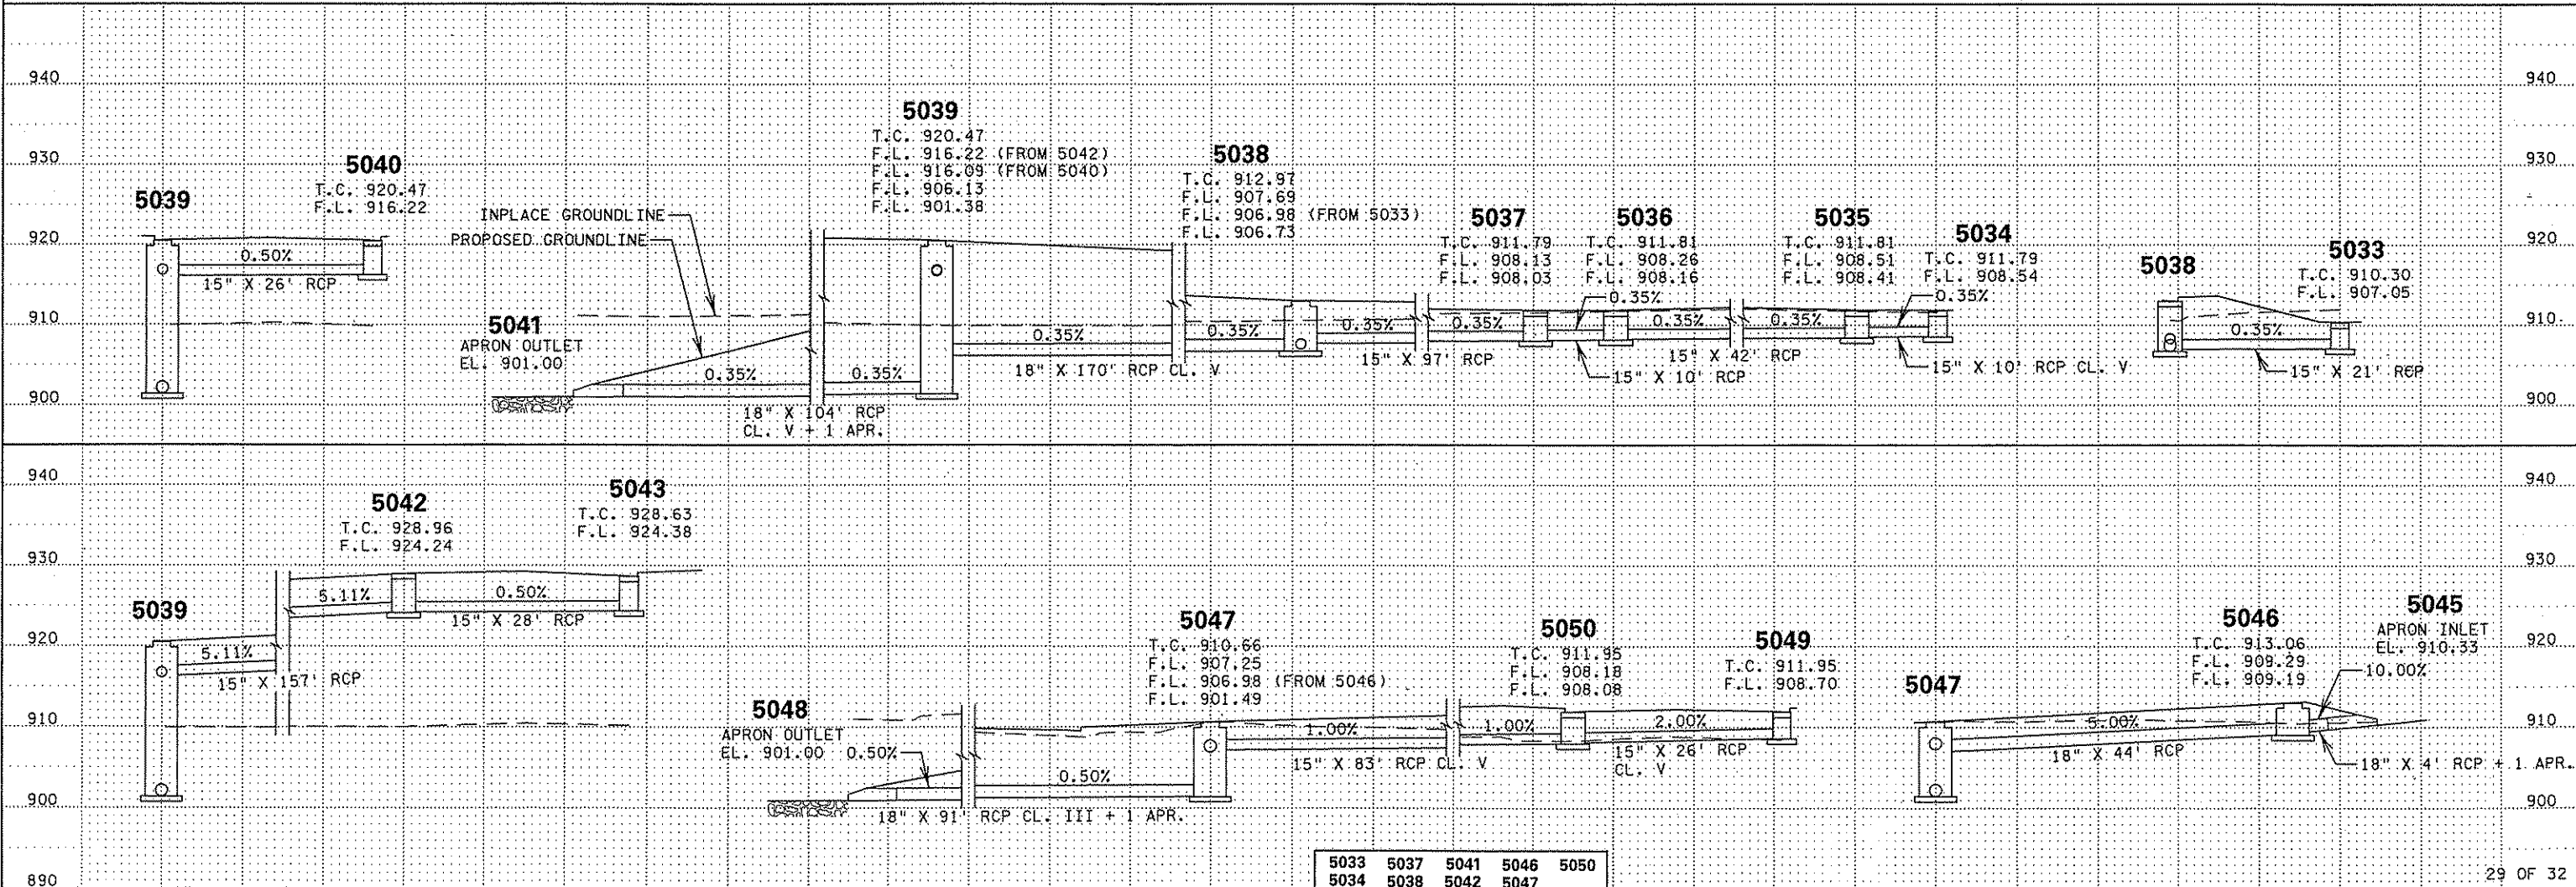 940
930
920
910
900
5039
5040
T.C. 920.47
F.L. 916.22
0.50%
15" X 26' RCP
INPLACE GROUNDLINE
PROPOSED GROUNDLINE
5041
APRON OUTLET
EL. 901.00
0.35%
0.35%
18" X 104' RCP
CL. V + 1 APR.
5039
T.C. 920.47
F.L. 916.22 (FROM 5042)
F.L. 916.09 (FROM 5040)
F.L. 906.13
F.L. 901.38
0.35%
18" X 170' RCP CL. V
0.35%
5038
T.C. 912.97
F.L. 907.69
F.L. 906.98 (FROM 5033)
F.L. 906.73
0.35%
15" X 97' RCP
0.35%
5037
T.C. 911.79
F.L. 908.13
F.L. 908.03
0.35%
15" X 10' RCP
5036
T.C. 911.81
F.L. 908.26
F.L. 908.16
0.35%
15" X 42' RCP
0.35%
5035
T.C. 911.81
F.L. 908.51
F.L. 908.41
0.35%
15" X 10' RCP CL. V
5034
T.C. 911.79
F.L. 908.54
5038
5033
T.C. 910.30
F.L. 907.05
0.35%
15" X 21' RCP
940
930
920
910
900
940
930
920
910
900
890
5039
5.11%
15" X 157' RCP
5.11%
5042
T.C. 928.96
F.L. 924.24
0.50%
15" X 28' RCP
5043
T.C. 928.63
F.L. 924.38
5048
APRON OUTLET
EL. 901.00
0.50%
0.50%
18" X 91' RCP CL. III + 1 APR.
5047
T.C. 910.66
F.L. 907.25
F.L. 906.98 (FROM 5046)
F.L. 901.49
1.00%
15" X 83' RCP CL. V
1.00%
5050
T.C. 911.95
F.L. 908.18
F.L. 908.08
2.00%
15" X 26' RCP
CL. V
5049
T.C. 911.95
F.L. 908.70
5047
5.00%
18" X 44' RCP
5046
T.C. 913.06
F.L. 909.29
F.L. 909.19
5045
APRON INLET
EL. 910.33
10.00%
18" X 4' RCP + 1 APR.
940
930
920
910
900
5033 5037 5041 5046 5050
5034 5038 5042 5047
29 OF 32